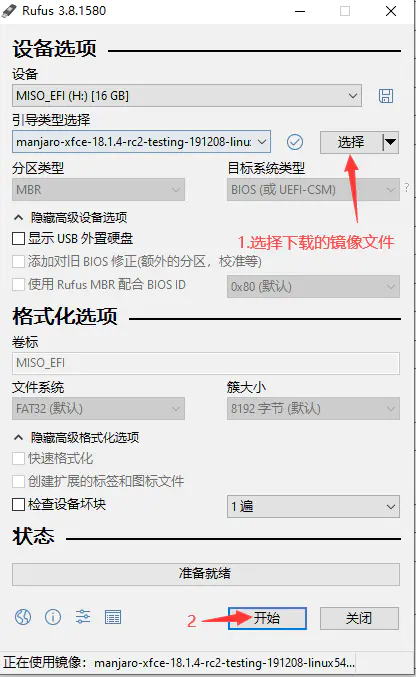 Rufus 3.8.1580
设备选项
设备
MISO_EFI (H:) [16 GB]
引导类型选择
manjaro-xfce-18.1.4-rc2-testing-191208-linux
选择
分区类型
目标系统类型
MBR
BIOS (或 UEFI-CSM)
?
隐藏高级设备选项
显示 USB 外置硬盘
1.选择下载的镜像文件
添加对旧 BIOS 修正(额外的分区，校准等)
使用 Rufus MBR 配合 BIOS ID
0x80 (默认)
格式化选项
卷标
MISO_EFI
文件系统
簇大小
FAT32 (默认)
8192 字节 (默认)
隐藏高级格式化选项
快速格式化
创建扩展的标签和图标文件
检查设备坏块
1 遍
状态
准备就绪
2
开始
关闭
正在使用镜像：manjaro-xfce-18.1.4-rc2-testing-191208-linux54...